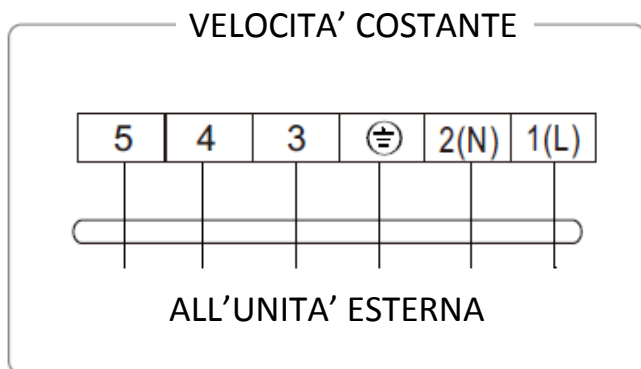 VELOCITA’ COSTANTE
5 4 3 2(N) 1(L)
ALL’UNITA’ ESTERNA